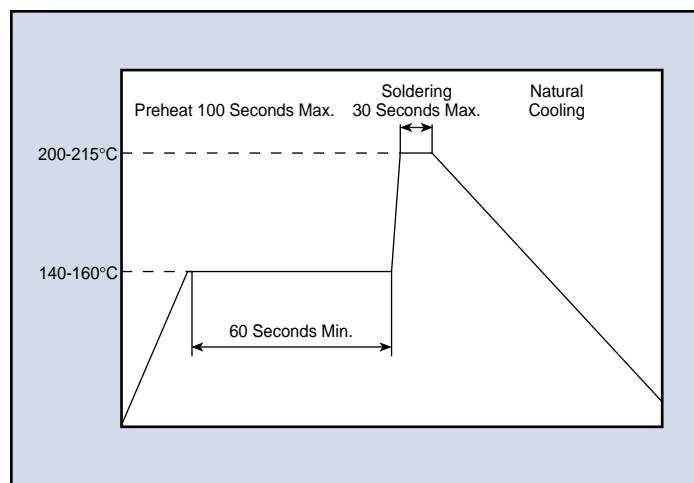 Soldering
Natural
Preheat 100 Seconds Max.
30 Seconds Max.
Cooling
200-215°C
140-160°C
60 Seconds Min.